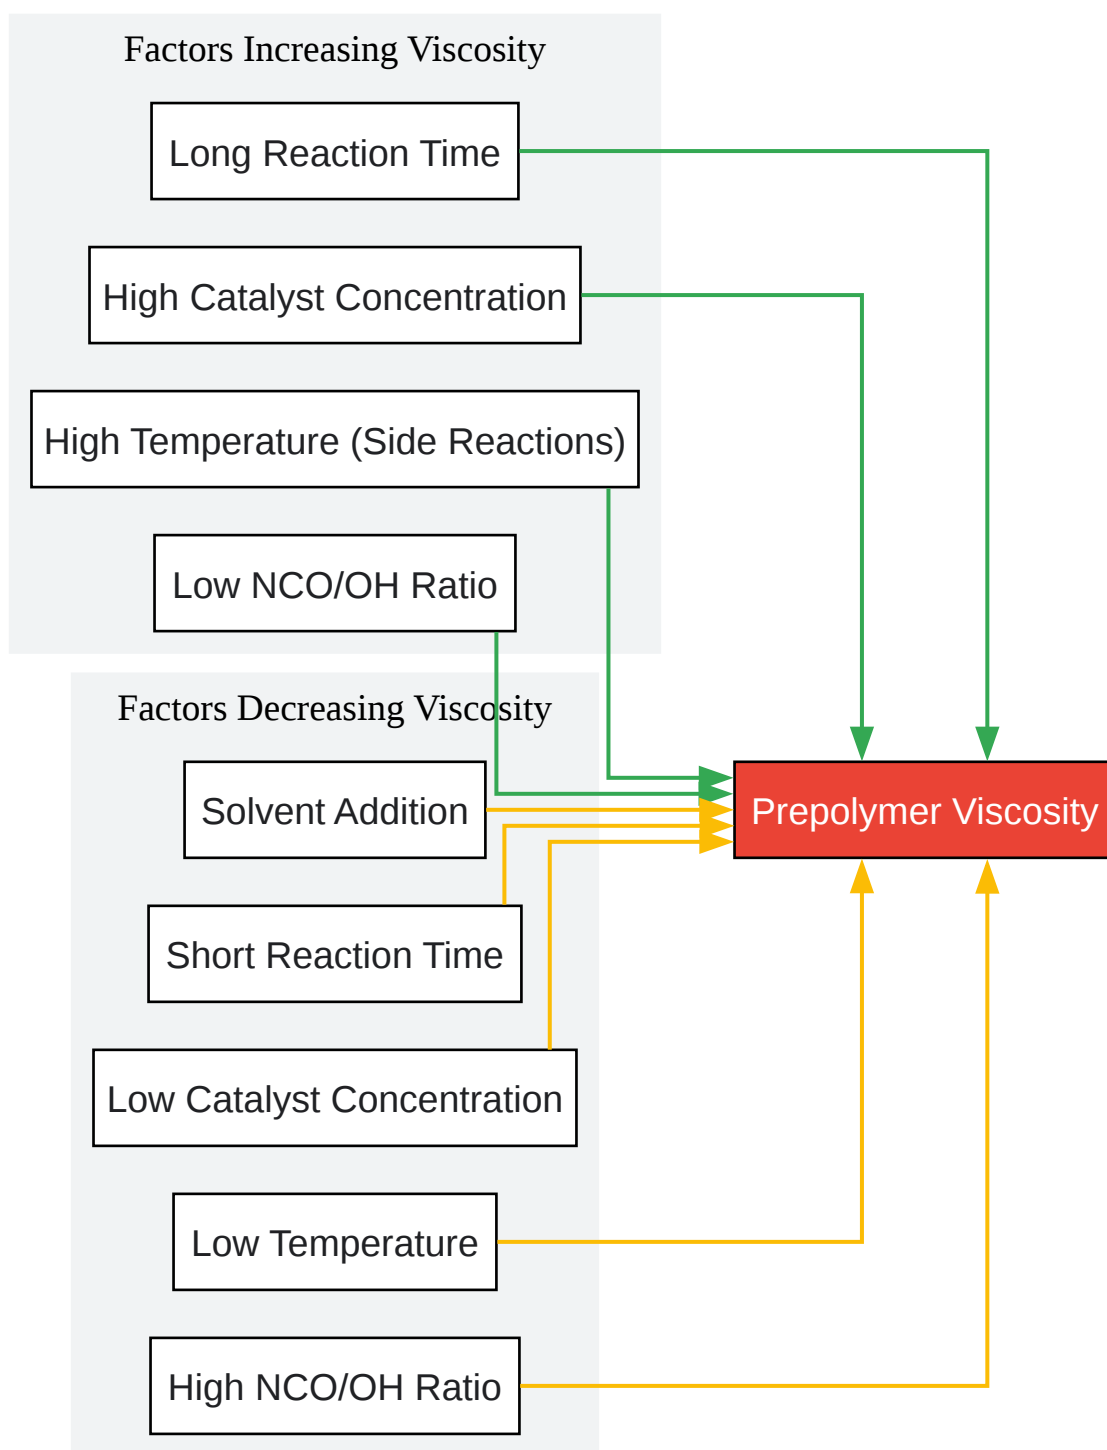 Factors Increasing Viscosity
Long Reaction Time
High Catalyst Concentration
High Temperature (Side Reactions)
Low NCO/OH Ratio
Factors Decreasing Viscosity
Solvent Addition
Prepolymer Viscosity
Short Reaction Time
Low Catalyst Concentration
Low Temperature
High NCO/OH Ratio